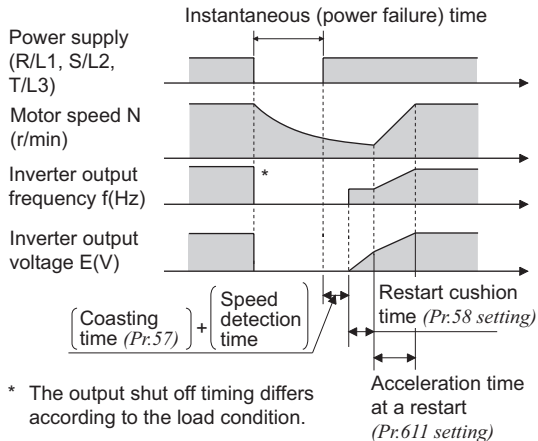 Instantaneous (power failure) time
Power supply
(R/L1, S/L2,
T/L3)
Motor speed N
(r/min)
Inverter output
frequency f(Hz)
*
Inverter output
voltage E(V)
Coasting
time (Pr.57)
+
Speed
detection
time
Restart cushion
time (Pr.58 setting)
Acceleration time
at a restart
(Pr.611 setting)
* The output shut off timing differs
according to the load condition.